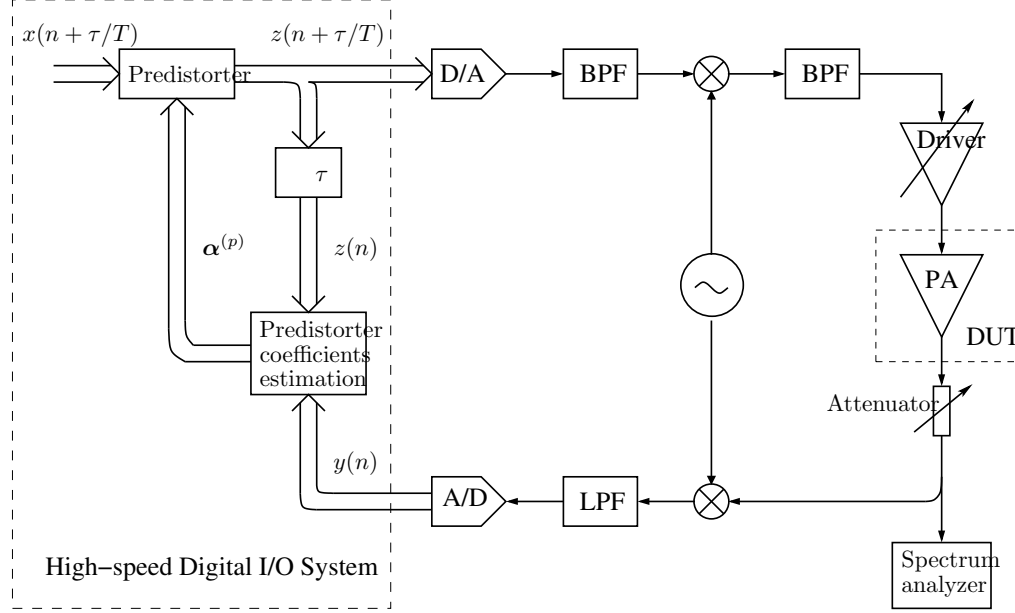 x(n + τ/T)
z(n + τ/T)
Predistorter
D/A
BPF
BPF
Driver
τ
α^{(p)}
z(n)
PA
DUT
Predistorter
coefficients
estimation
Attenuator
y(n)
A/D
LPF
High−speed Digital I/O System
Spectrum
analyzer